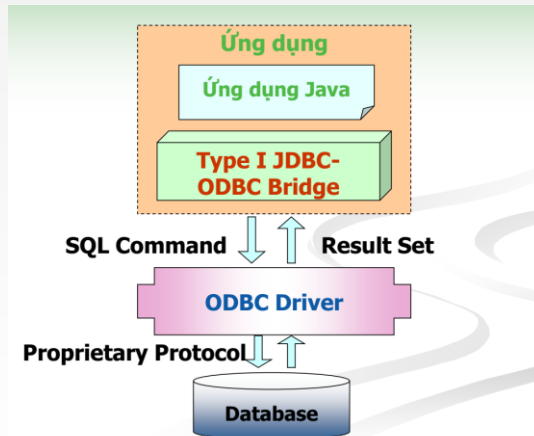 Ứng dụng
Ứng dụng Java
Type I JDBC-
ODBC Bridge
SQL Command
Result Set
ODBC Driver
Proprietary Protocol
Database